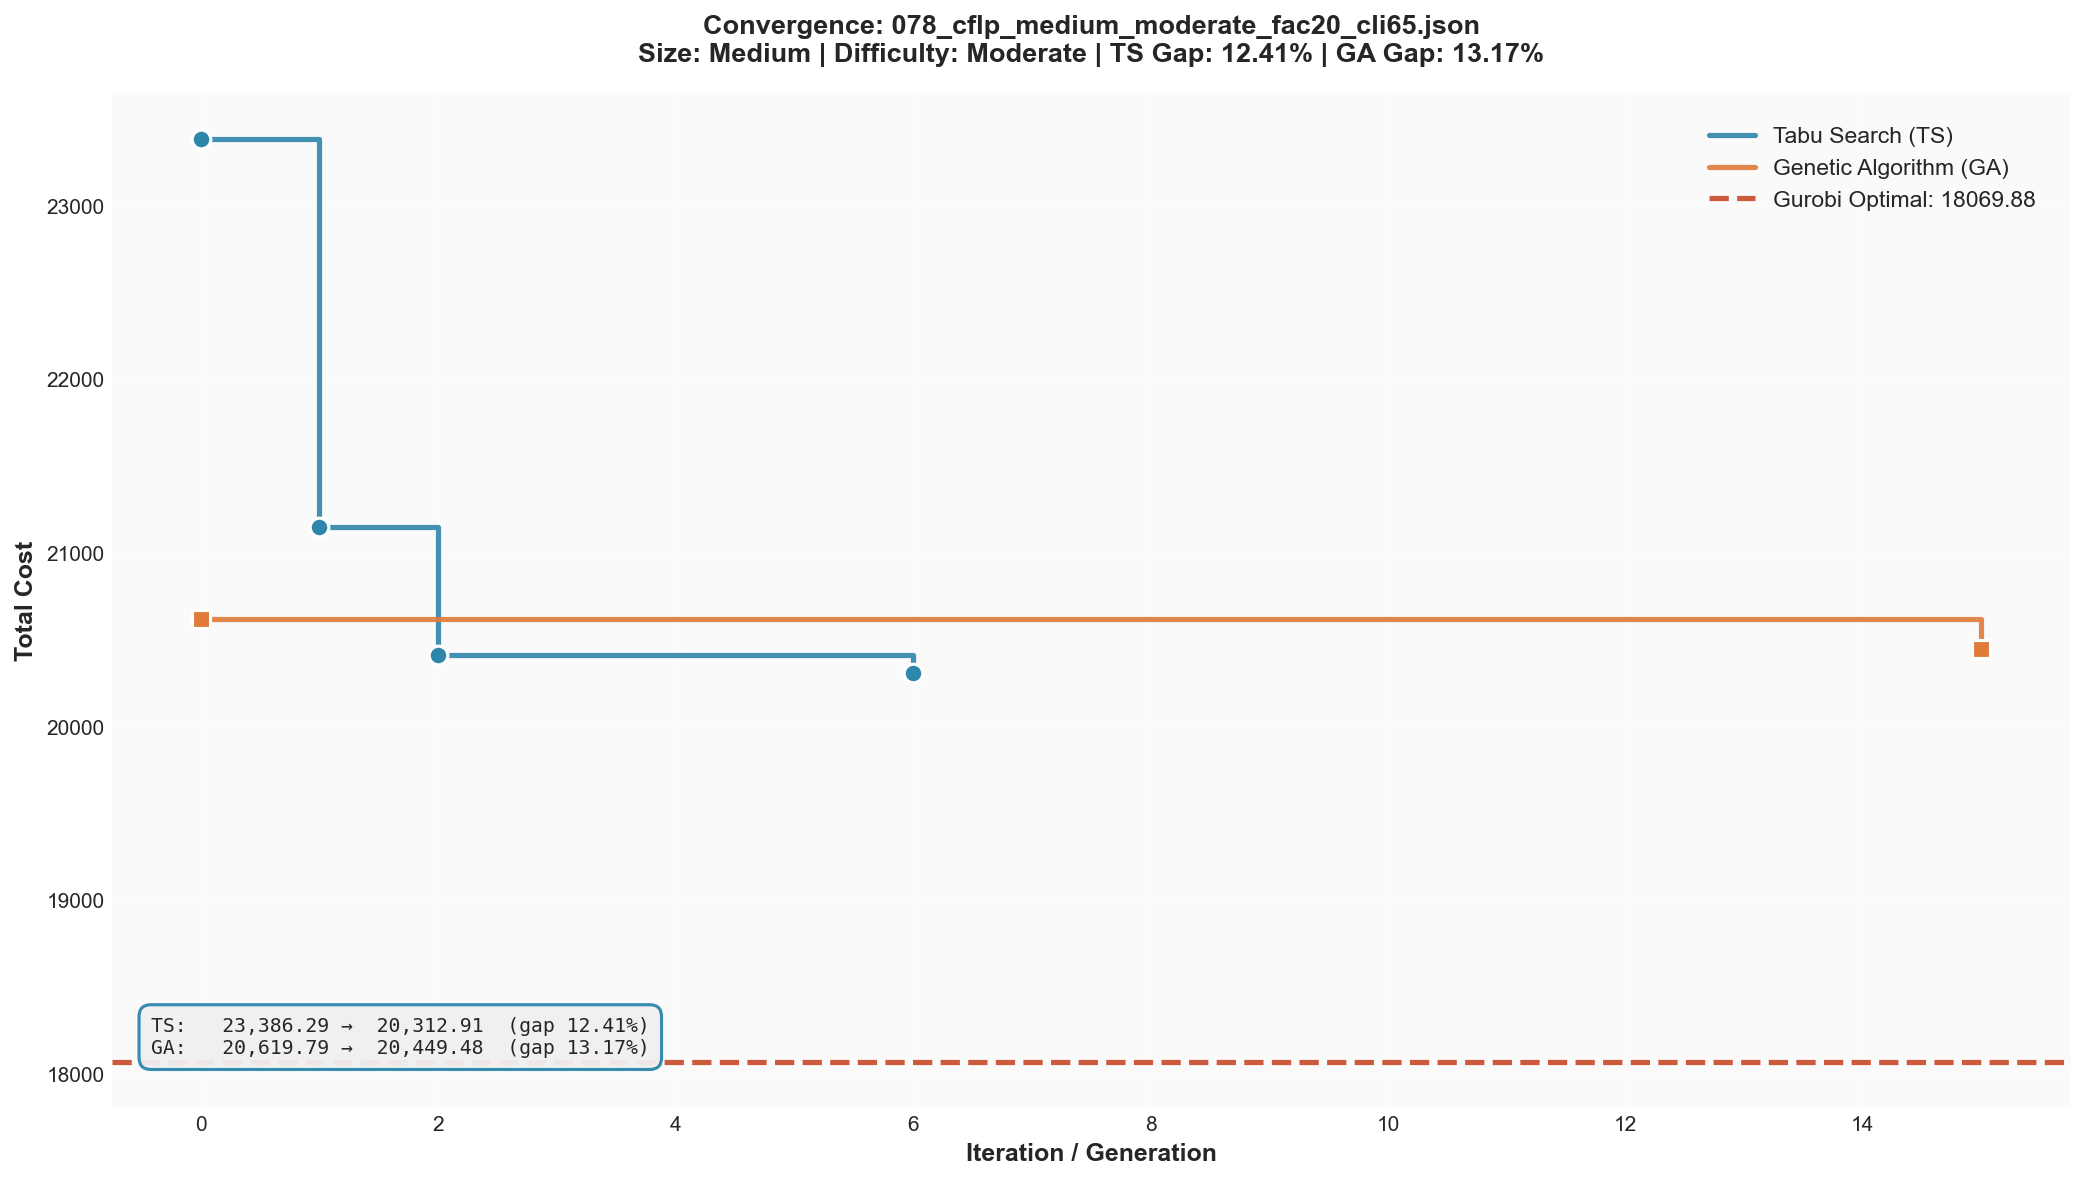 Convergence: 078_cflp_medium_moderate_fac20_cli65.json
Size: Medium | Difficulty: Moderate | TS Gap: 12.41% | GA Gap: 13.17%
Tabu Search (TS)
Genetic Algorithm (GA)
Gurobi Optimal: 18069.88
23000
22000
21000
20000
19000
18000
Total Cost
TS:   23,386.29 →  20,312.91  (gap 12.41%)
GA:   20,619.79 →  20,449.48  (gap 13.17%)
0 2 4 6 8 10 12 14
Iteration / Generation